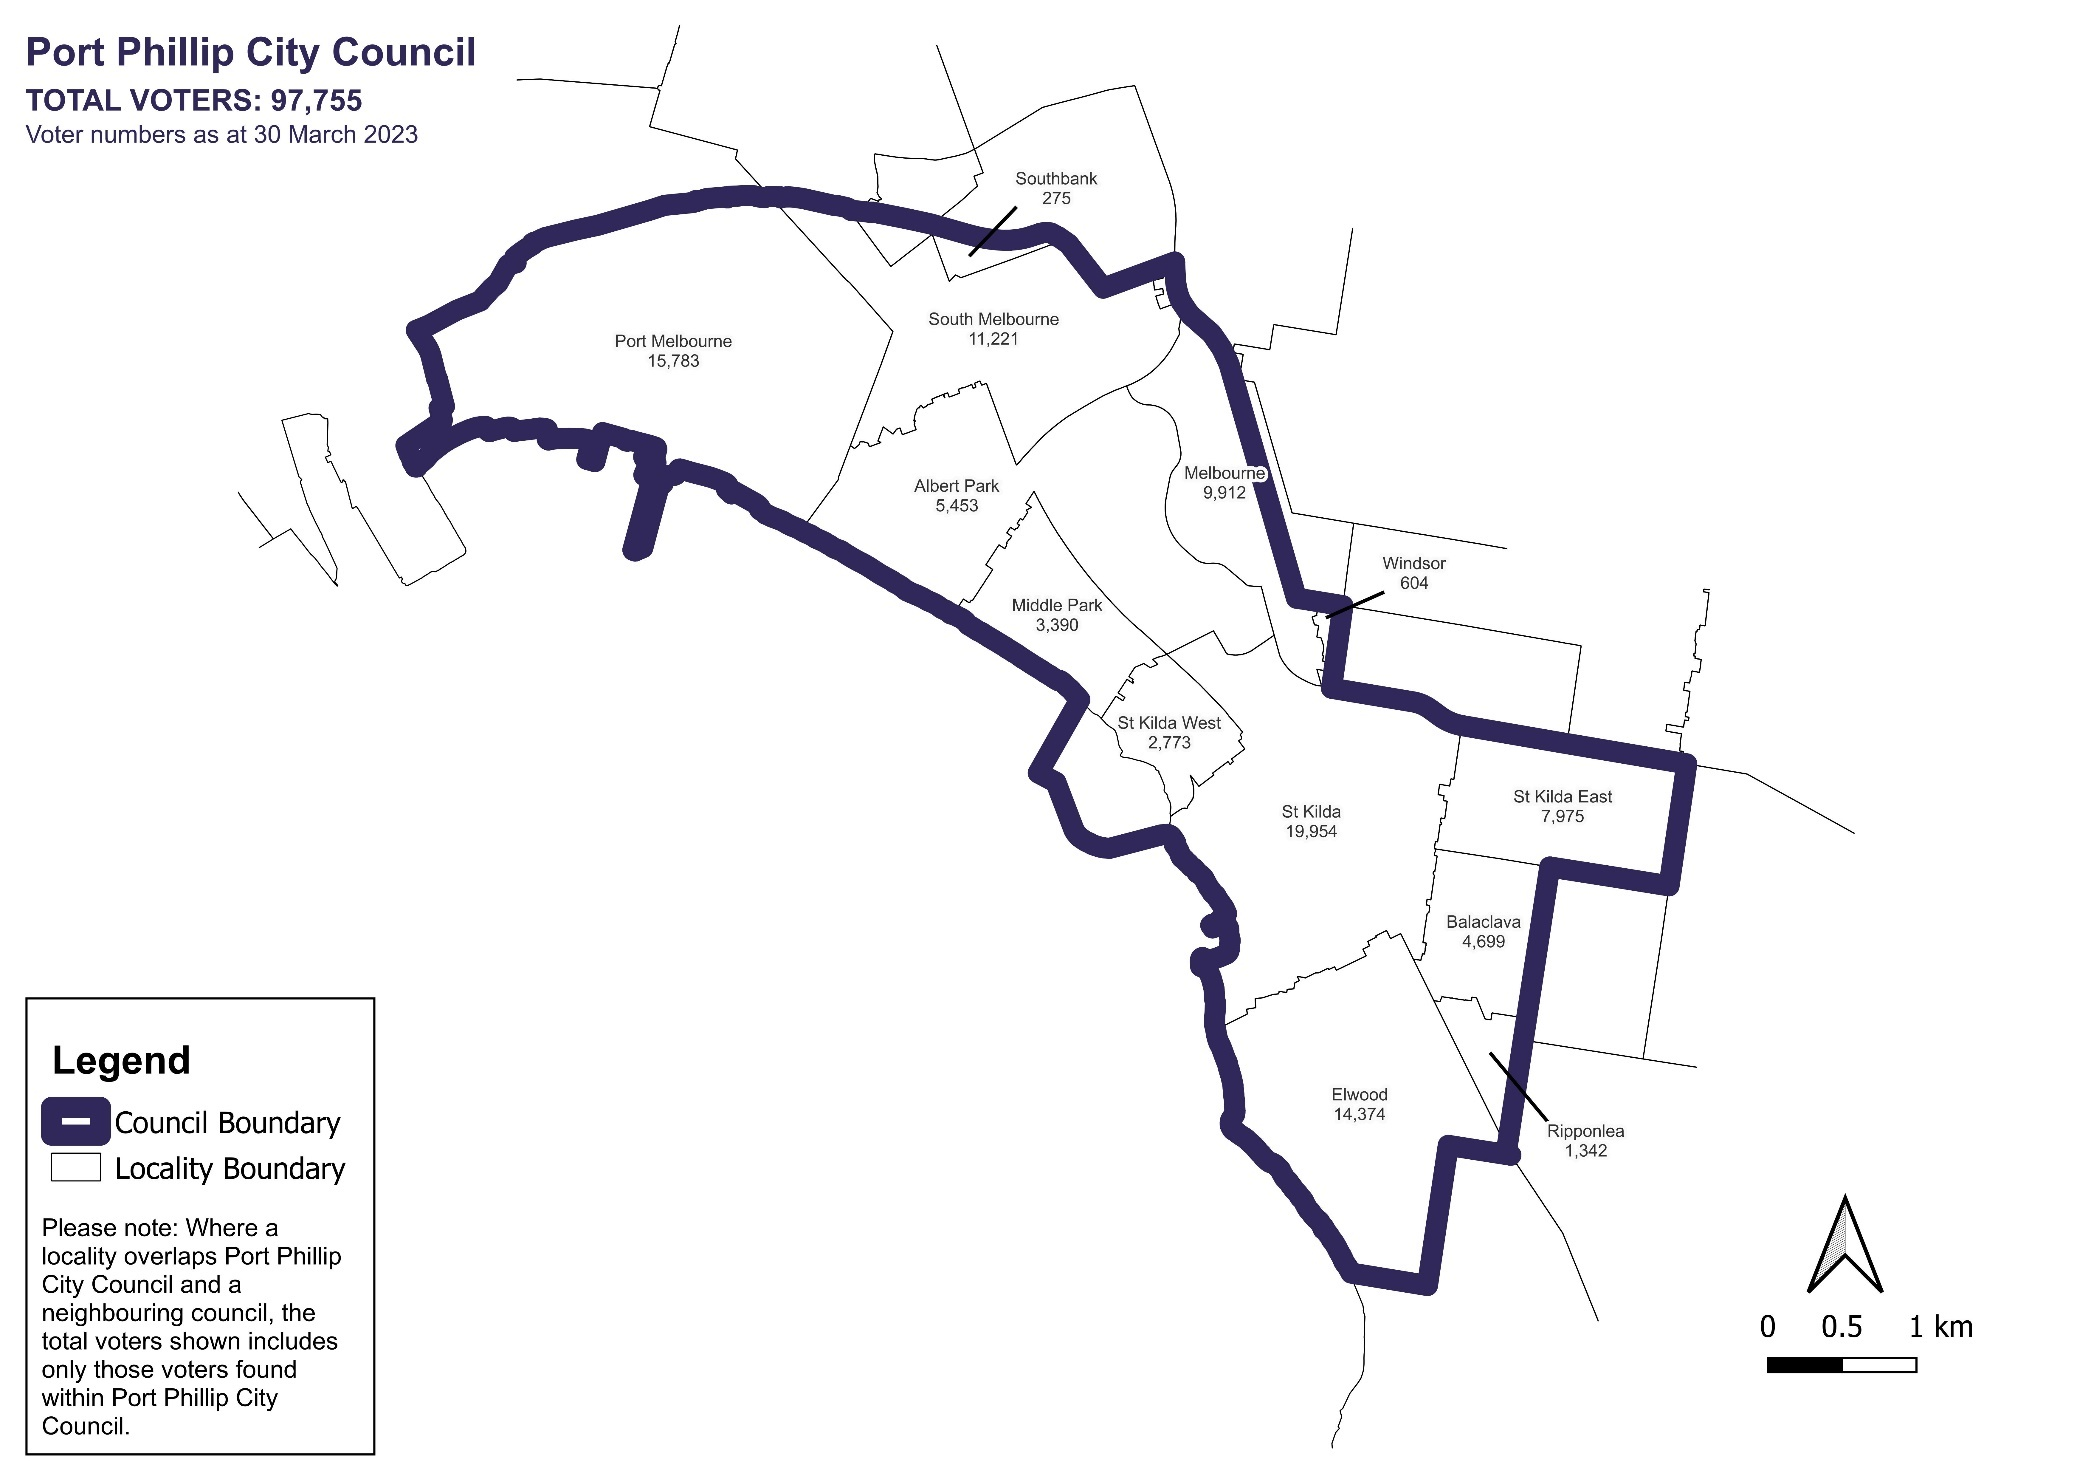 Port Phillip City Council
TOTAL VOTERS: 97,755
Voter numbers as at 30 March 2023
Southbank
275
South Melbourne
11,221
Port Melbourne
15,783
Melbourne
9,912
Albert Park
5,453
Windsor
604
Middle Park
3,390
St Kilda West
2,773
St Kilda East
7,975
St Kilda
19,954
Balaclava
4,699
Elwood
14,374
Ripponlea
1,342
Legend
Council Boundary
Locality Boundary
Please note: Where a
locality overlaps Port Phillip
City Council and a
neighbouring council, the
total voters shown includes
only those voters found
within Port Phillip City
Council.
0 0.5 1 km